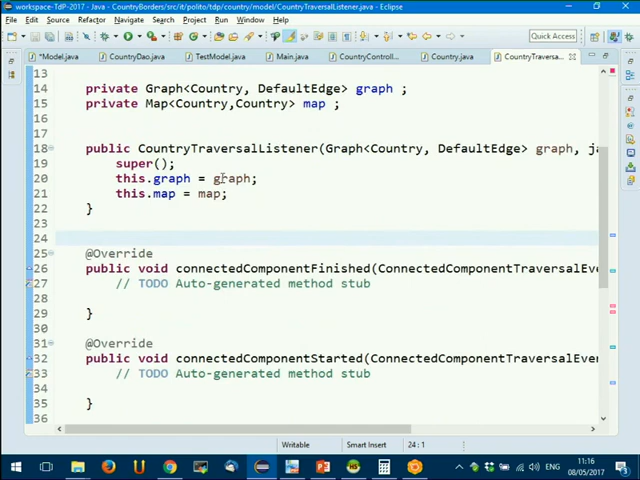 workspace-TdP-2017 - Java - CountryBorders/src/it/polito/tdp/country/model/CountryTraversalListener.java - Eclipse
File Edit Source Refactor Navigate Search Project Run Window Help
Quick Access
*Model.java CountryDao.java TestModel.java Main.java CountryControll... Country.java CountryTraversa...
13
14 private Graph<Country, DefaultEdge> graph ;
15 private Map<Country,Country> map ;
16
17
18 public CountryTraversalListener(Graph<Country, DefaultEdge> graph, ja
19 super();
20 this.graph = graph;
21 this.map = map;
22 }
23
24
25 @Override
26 public void connectedComponentFinished(ConnectedComponentTraversalEve
27 // TODO Auto-generated method stub
28
29 }
30
31 @Override
32 public void connectedComponentStarted(ConnectedComponentTraversalEven
33 // TODO Auto-generated method stub
34
35 }
36
Writable Smart Insert 24 : 1
ENG 11:16
08/05/2017